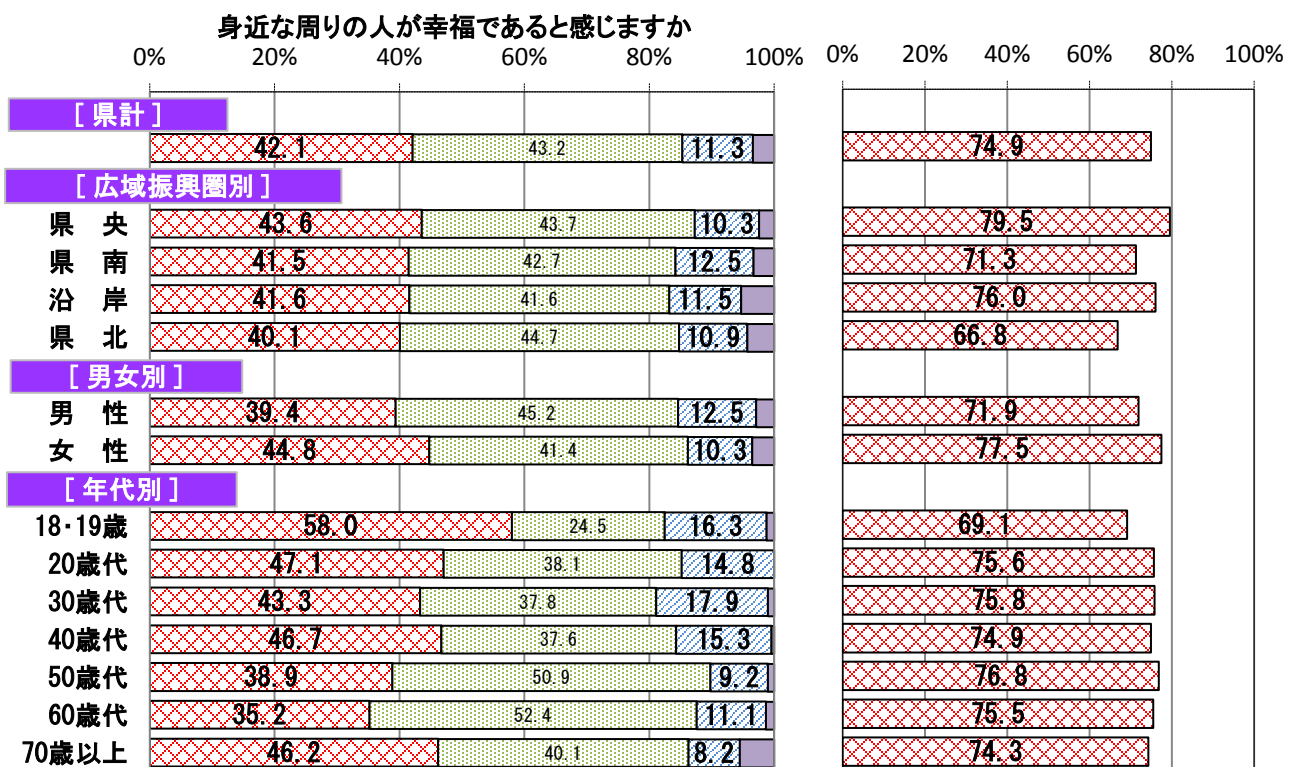 身近な周りの人が幸福であると感じますか
0% 20% 40% 60% 80% 100% 0% 20% 40% 60% 80% 100%
[ 県計 ]
42.1 43.2 11.3 74.9
[ 広域振興圏別 ]
県 央 43.6 43.7 10.3 79.5
県 南 41.5 42.7 12.5 71.3
沿 岸 41.6 41.6 11.5 76.0
県 北 40.1 44.7 10.9 66.8
[ 男女別 ]
男 性 39.4 45.2 12.5 71.9
女 性 44.8 41.4 10.3 77.5
[ 年代別 ]
18・19歳 58.0 24.5 16.3 69.1
20歳代 47.1 38.1 14.8 75.6
30歳代 43.3 37.8 17.9 75.8
40歳代 46.7 37.6 15.3 74.9
50歳代 38.9 50.9 9.2 76.8
60歳代 35.2 52.4 11.1 75.5
70歳以上 46.2 40.1 8.2 74.3